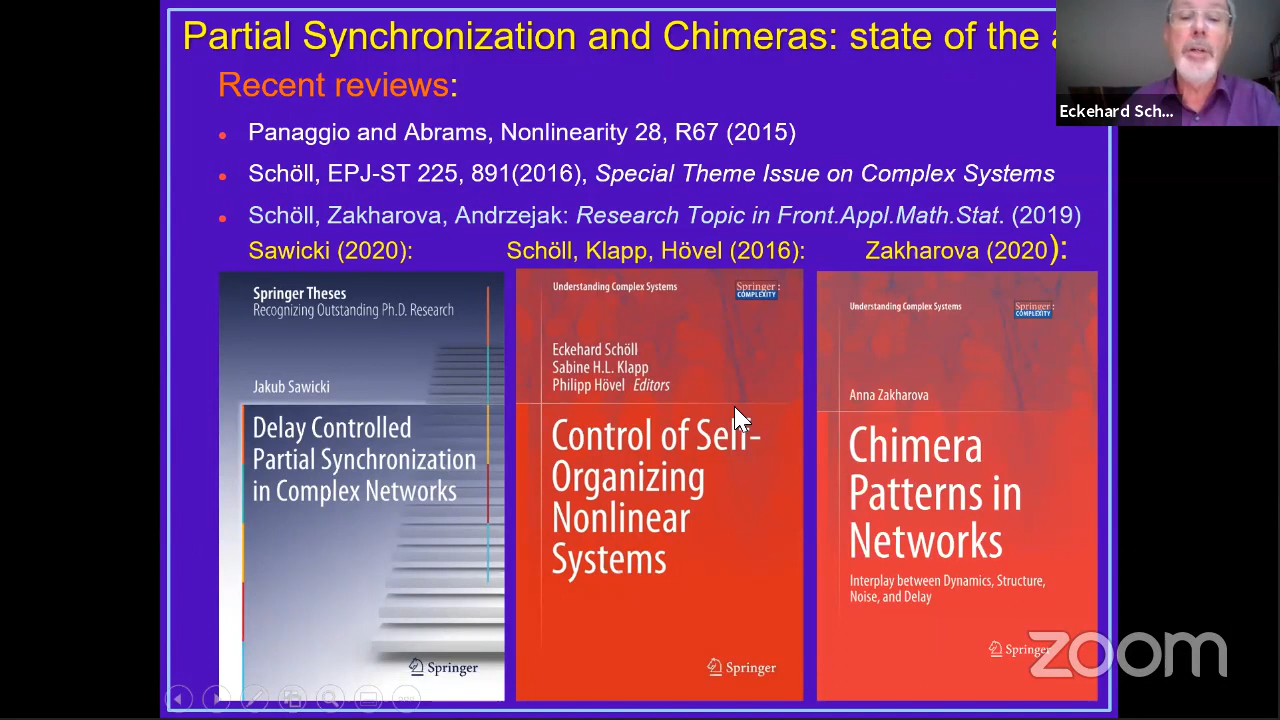 Partial Synchronization and Chimeras: state of the a
Eckehard Sch...
Recent reviews:
• Panaggio and Abrams, Nonlinearity 28, R67 (2015)
• Schöll, EPJ-ST 225, 891(2016), Special Theme Issue on Complex Systems
• Schöll, Zakharova, Andrzejak: Research Topic in Front.Appl.Math.Stat. (2019)
Sawicki (2020): Schöll, Klapp, Hövel (2016): Zakharova (2020):
Springer Theses
Recognizing Outstanding Ph.D. Research
Jakub Sawicki
Delay Controlled
Partial Synchronization
in Complex Networks
Springer
Understanding Complex Systems
Springer:
COMPLEXITY
Eckehard Schöll
Sabine H.L. Klapp
Philipp Hövel Editors
Control of Self-
Organizing
Nonlinear
Systems
Springer
Understanding Complex Systems
Springer:
COMPLEXITY
Anna Zakharova
Chimera
Patterns in
Networks
Interplay between Dynamics, Structure,
Noise, and Delay
Springer
zoom